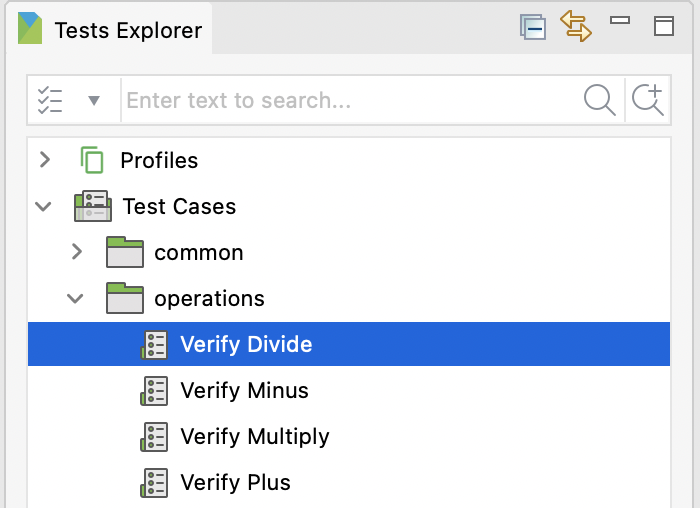 Tests Explorer
Enter text to search...
Profiles
Test Cases
common
operations
Verify Divide
Verify Minus
Verify Multiply
Verify Plus